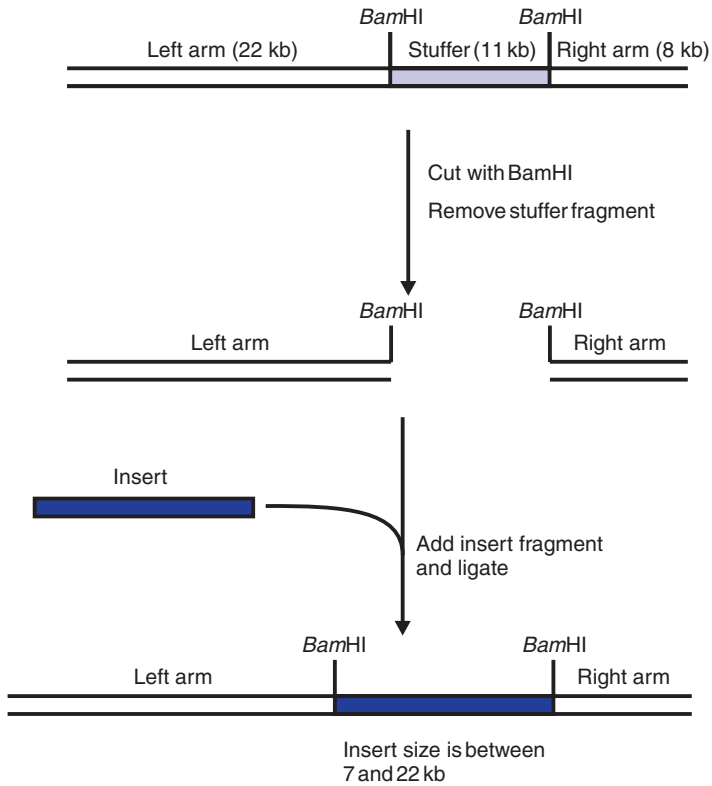 BamHI BamHI
Left arm (22 kb) Stuffer (11 kb) Right arm (8 kb)
Cut with BamHI
Remove stuffer fragment
BamHI BamHI
Left arm Right arm
Insert
Add insert fragment
and ligate
BamHI BamHI
Left arm Right arm
Insert size is between
7 and 22 kb